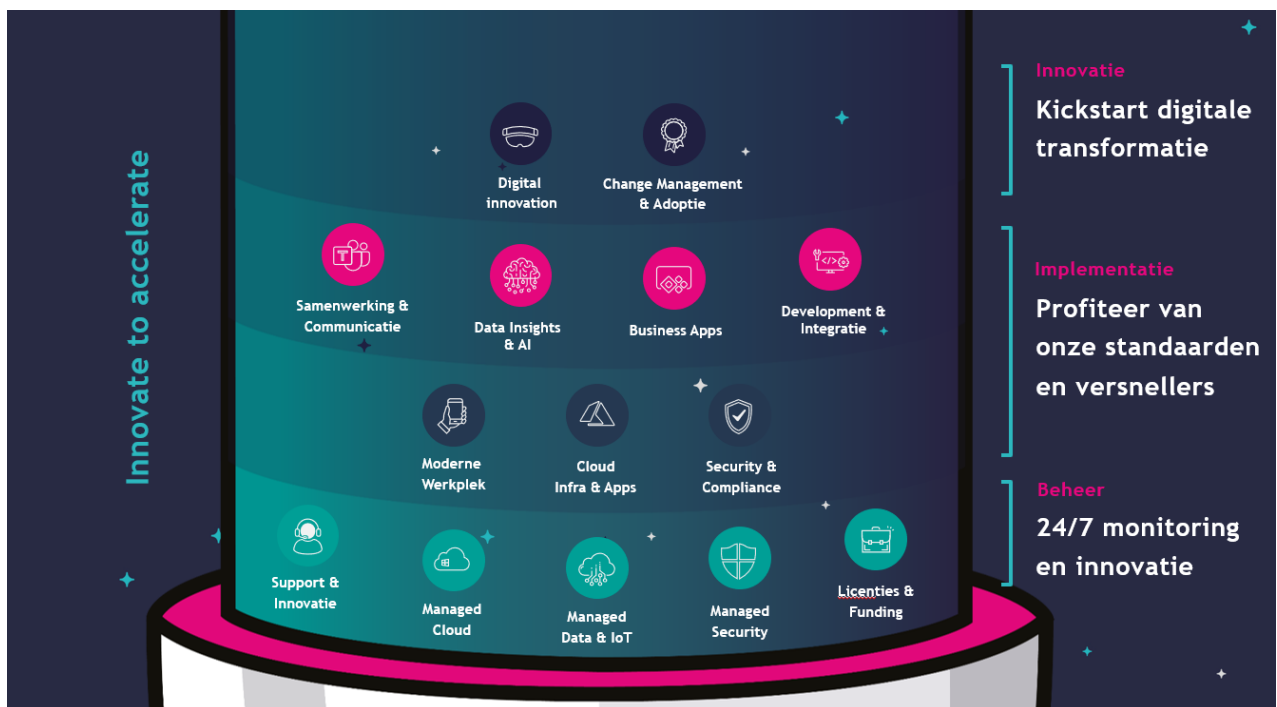 Innovate to accelerate
Digital
innovation
Change Management
& Adoptie
Samenwerking &
Communicatie
Data Insights
& AI
Business Apps
Development &
Integratie
Moderne
Werkplek
Cloud
Infra & Apps
Security &
Compliance
Support &
Innovatie
Managed
Cloud
Managed
Data & IoT
Managed
Security
Licenties &
Funding
Innovatie
Kickstart digitale
transformatie
Implementatie
Profiteer van
onze standaarden
en versnellers
Beheer
24/7 monitoring
en innovatie